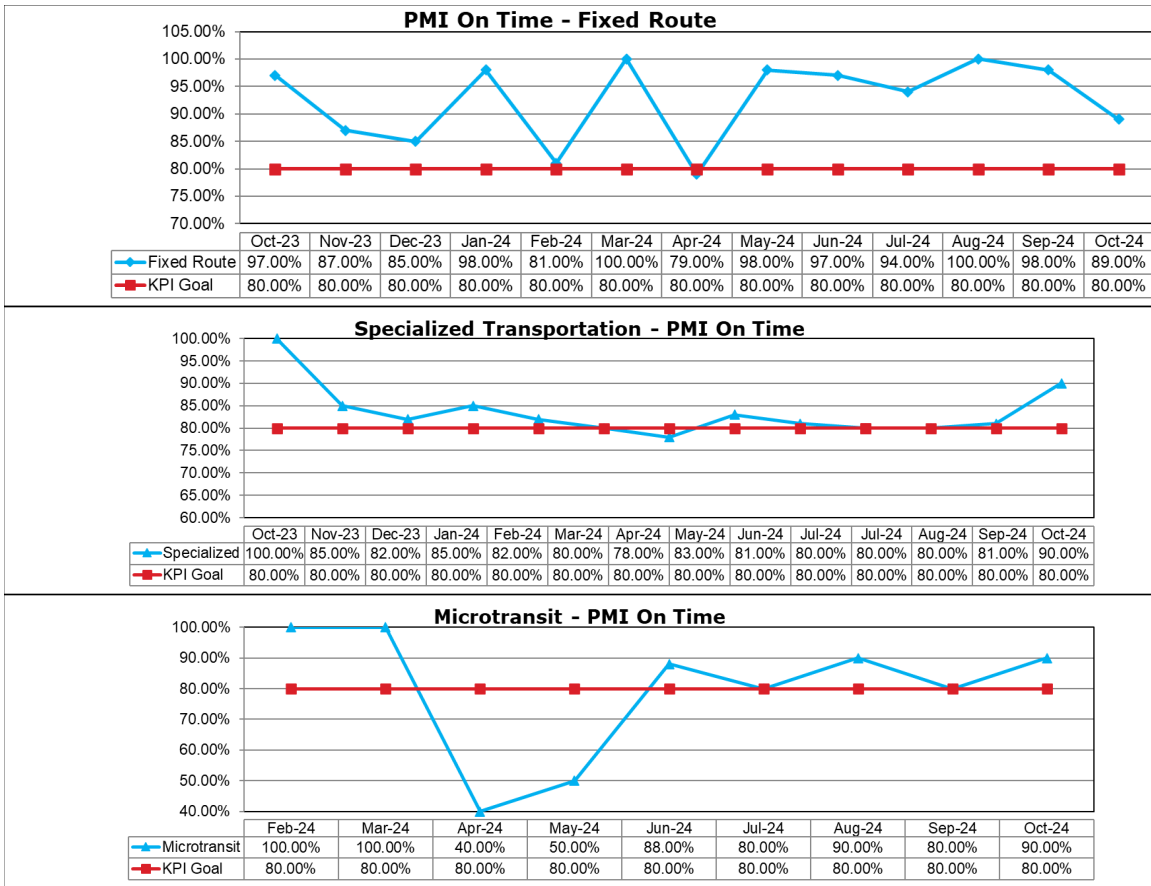 PMI On Time - Fixed Route
105.00%
100.00%
95.00%
90.00%
85.00%
80.00%
75.00%
70.00%
Oct-23 Nov-23 Dec-23 Jan-24 Feb-24 Mar-24 Apr-24 May-24 Jun-24 Jul-24 Aug-24 Sep-24 Oct-24
Fixed Route 97.00% 87.00% 85.00% 98.00% 81.00% 100.00% 79.00% 98.00% 97.00% 94.00% 100.00% 98.00% 89.00%
KPI Goal 80.00% 80.00% 80.00% 80.00% 80.00% 80.00% 80.00% 80.00% 80.00% 80.00% 80.00% 80.00% 80.00%
Specialized Transportation - PMI On Time
100.00%
95.00%
90.00%
85.00%
80.00%
75.00%
70.00%
65.00%
60.00%
Oct-23 Nov-23 Dec-23 Jan-24 Feb-24 Mar-24 Apr-24 May-24 Jun-24 Jul-24 Jul-24 Aug-24 Sep-24 Oct-24
Specialized 100.00% 85.00% 82.00% 85.00% 82.00% 80.00% 78.00% 83.00% 81.00% 80.00% 80.00% 80.00% 81.00% 90.00%
KPI Goal 80.00% 80.00% 80.00% 80.00% 80.00% 80.00% 80.00% 80.00% 80.00% 80.00% 80.00% 80.00% 80.00% 80.00%
Microtransit - PMI On Time
100.00%
90.00%
80.00%
70.00%
60.00%
50.00%
40.00%
Feb-24 Mar-24 Apr-24 May-24 Jun-24 Jul-24 Aug-24 Sep-24 Oct-24
Microtransit 100.00% 100.00% 40.00% 50.00% 88.00% 80.00% 90.00% 80.00% 90.00%
KPI Goal 80.00% 80.00% 80.00% 80.00% 80.00% 80.00% 80.00% 80.00% 80.00%